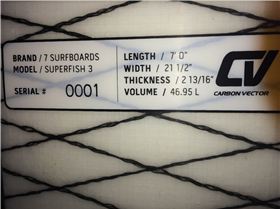 BRAND / 7 SURFBOARDS
MODEL / SUPERFISH 3
SERIAL # 0001
LENGTH / 7' 0"
WIDTH / 21 1/2"
THICKNESS / 2 13/16"
VOLUME / 46.95 L
CV
CARBON VECTOR